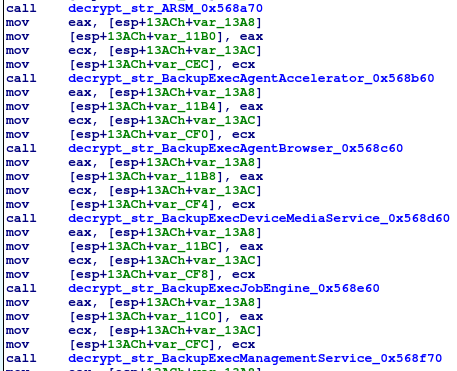 call decrypt_str_ARSM_0x568a70
mov eax, [esp+13ACh+var_13A8]
mov [esp+13ACh+var_11B0], eax
mov ecx, [esp+13ACh+var_13AC]
mov [esp+13ACh+var_CEC], ecx
call decrypt_str_BackupExecAgentAccelerator_0x568b60
mov eax, [esp+13ACh+var_13A8]
mov [esp+13ACh+var_11B4], eax
mov ecx, [esp+13ACh+var_13AC]
mov [esp+13ACh+var_CF0], ecx
call decrypt_str_BackupExecAgentBrowser_0x568c60
mov eax, [esp+13ACh+var_13A8]
mov [esp+13ACh+var_11B8], eax
mov ecx, [esp+13ACh+var_13AC]
mov [esp+13ACh+var_CF4], ecx
call decrypt_str_BackupExecDeviceMediaService_0x568d60
mov eax, [esp+13ACh+var_13A8]
mov [esp+13ACh+var_11BC], eax
mov ecx, [esp+13ACh+var_13AC]
mov [esp+13ACh+var_CF8], ecx
call decrypt_str_BackupExecJobEngine_0x568e60
mov eax, [esp+13ACh+var_13A8]
mov [esp+13ACh+var_11C0], eax
mov ecx, [esp+13ACh+var_13AC]
mov [esp+13ACh+var_CFC], ecx
call decrypt_str_BackupExecManagementService_0x568f70